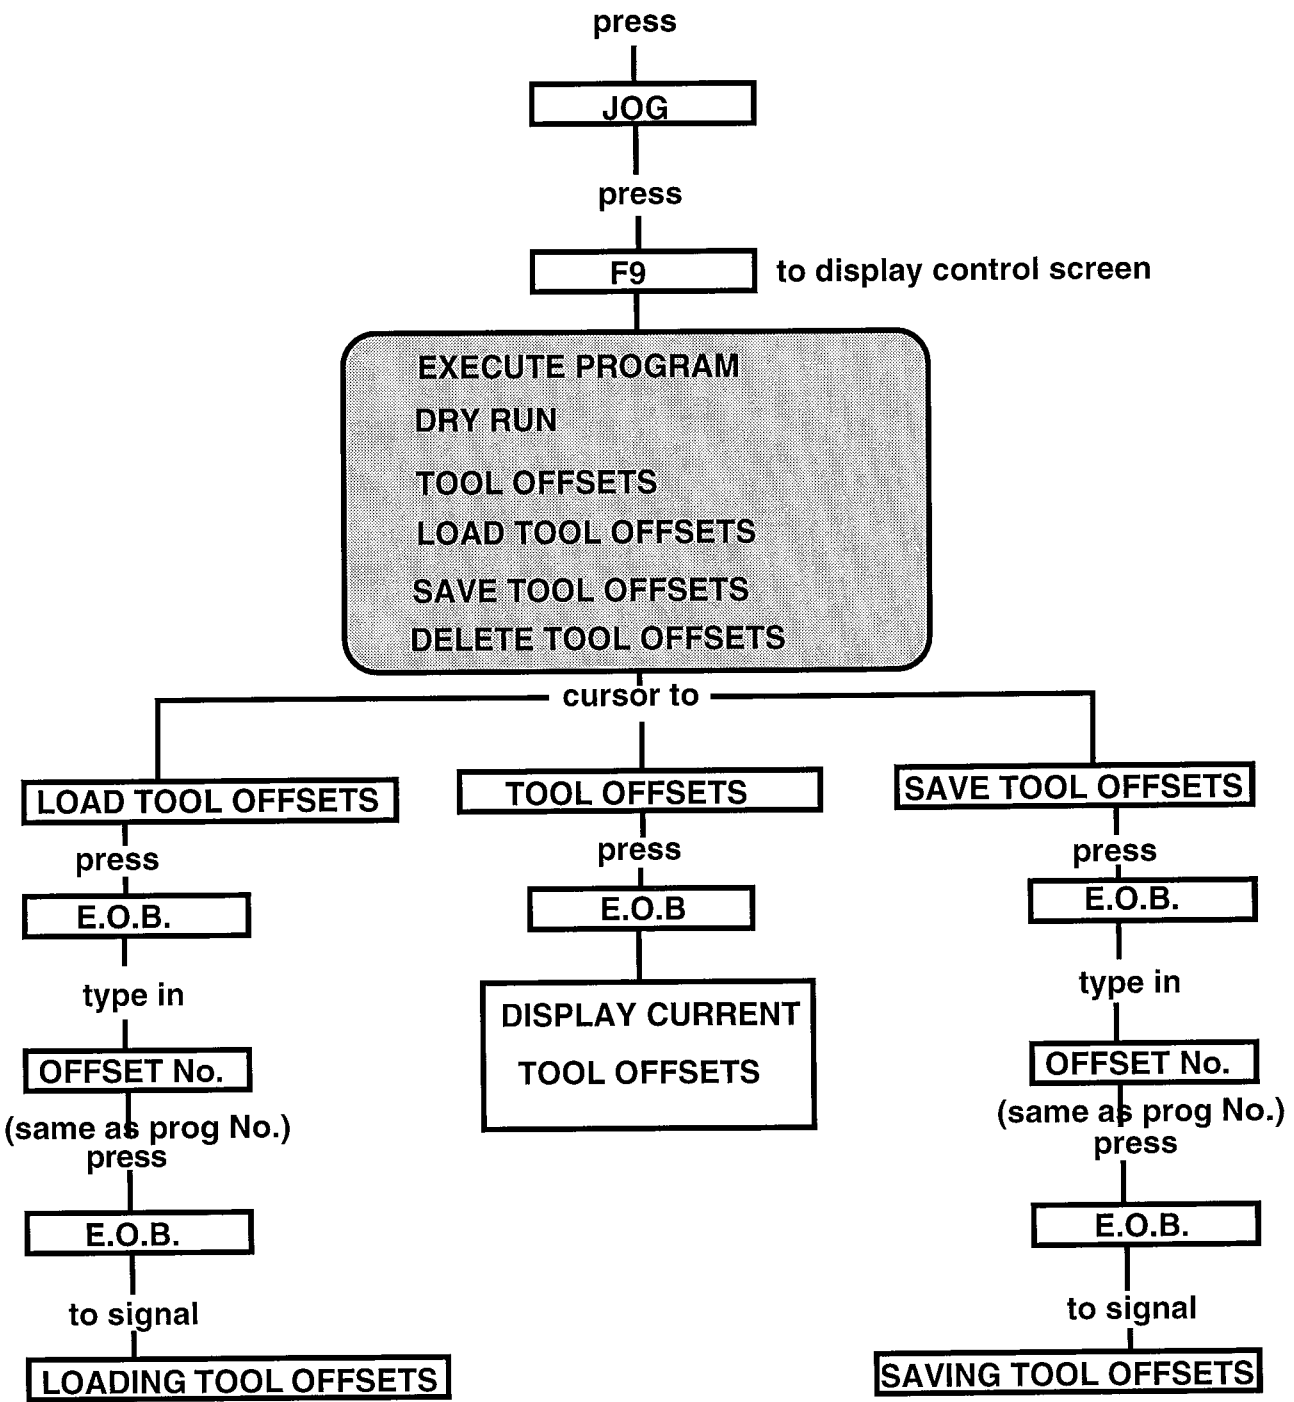 press
JOG
press
F9
to display control screen
EXECUTE PROGRAM
DRY RUN
TOOL OFFSETS
LOAD TOOL OFFSETS
SAVE TOOL OFFSETS
DELETE TOOL OFFSETS
cursor to
LOAD TOOL OFFSETS
press
E.O.B.
type in
OFFSET No.
(same as prog No.)
press
E.O.B.
to signal
LOADING TOOL OFFSETS
TOOL OFFSETS
press
E.O.B
DISPLAY CURRENT
TOOL OFFSETS
SAVE TOOL OFFSETS
press
E.O.B.
type in
OFFSET No.
(same as prog No.)
press
E.O.B.
to signal
SAVING TOOL OFFSETS